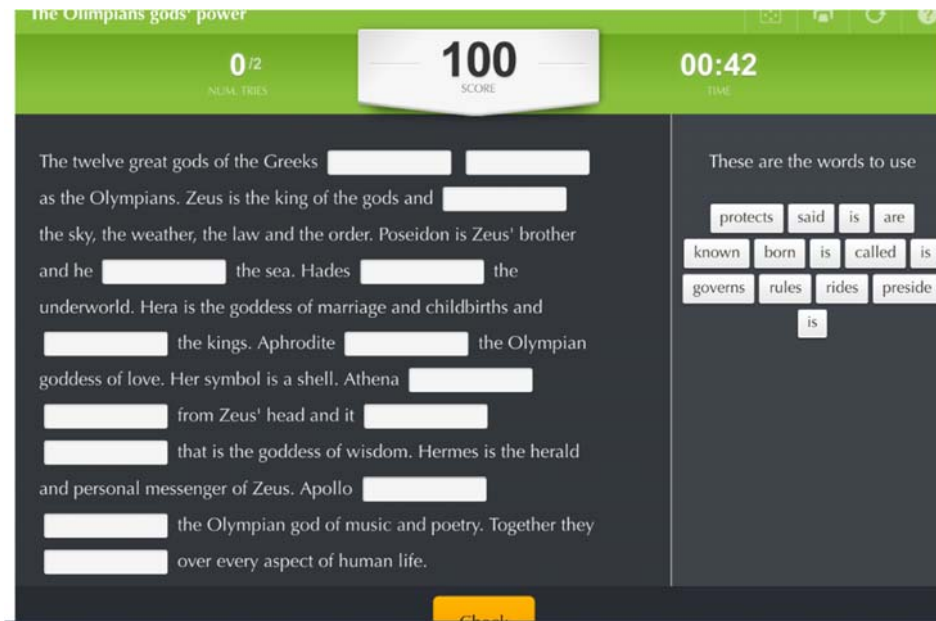 The Olimpians gods' power
0/2
NUM. TRIES
100
SCORE
00:42
TIME
The twelve great gods of the Greeks
as the Olympians. Zeus is the king of the gods and
the sky, the weather, the law and the order. Poseidon is Zeus' brother
and he the sea. Hades the
underworld. Hera is the goddess of marriage and childbirths and
the kings. Aphrodite the Olympian
goddess of love. Her symbol is a shell. Athena
from Zeus' head and it
that is the goddess of wisdom. Hermes is the herald
and personal messenger of Zeus. Apollo
the Olympian god of music and poetry. Together they
over every aspect of human life.
These are the words to use
protects said is are
known born is called is
governs rules rides preside
is
Check